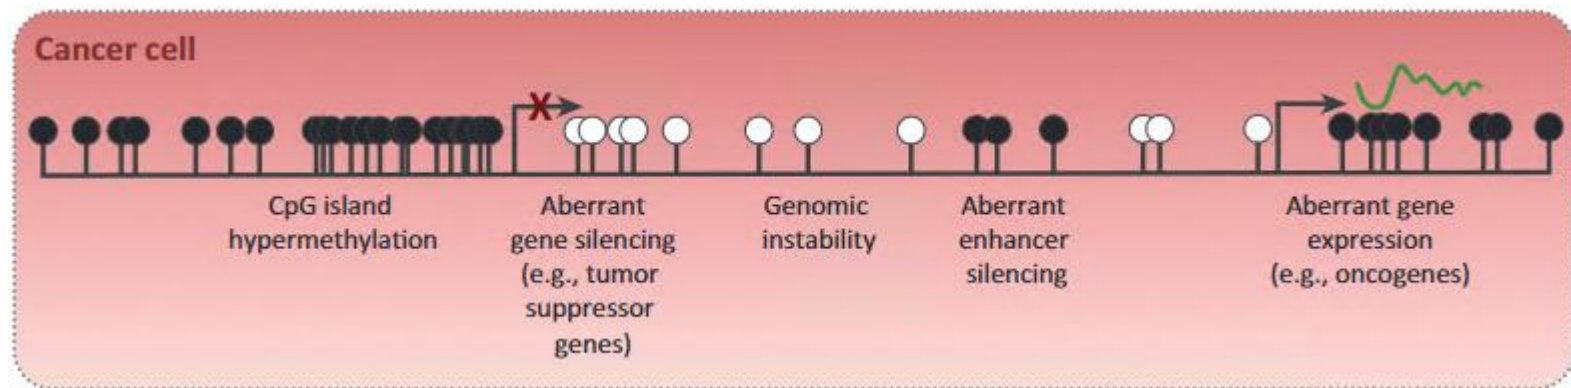 Cancer cell
X
CpG island
hypermethylation
Aberrant
gene silencing
(e.g., tumor
suppressor
genes)
Genomic
instability
Aberrant
enhancer
silencing
Aberrant gene
expression
(e.g., oncogenes)